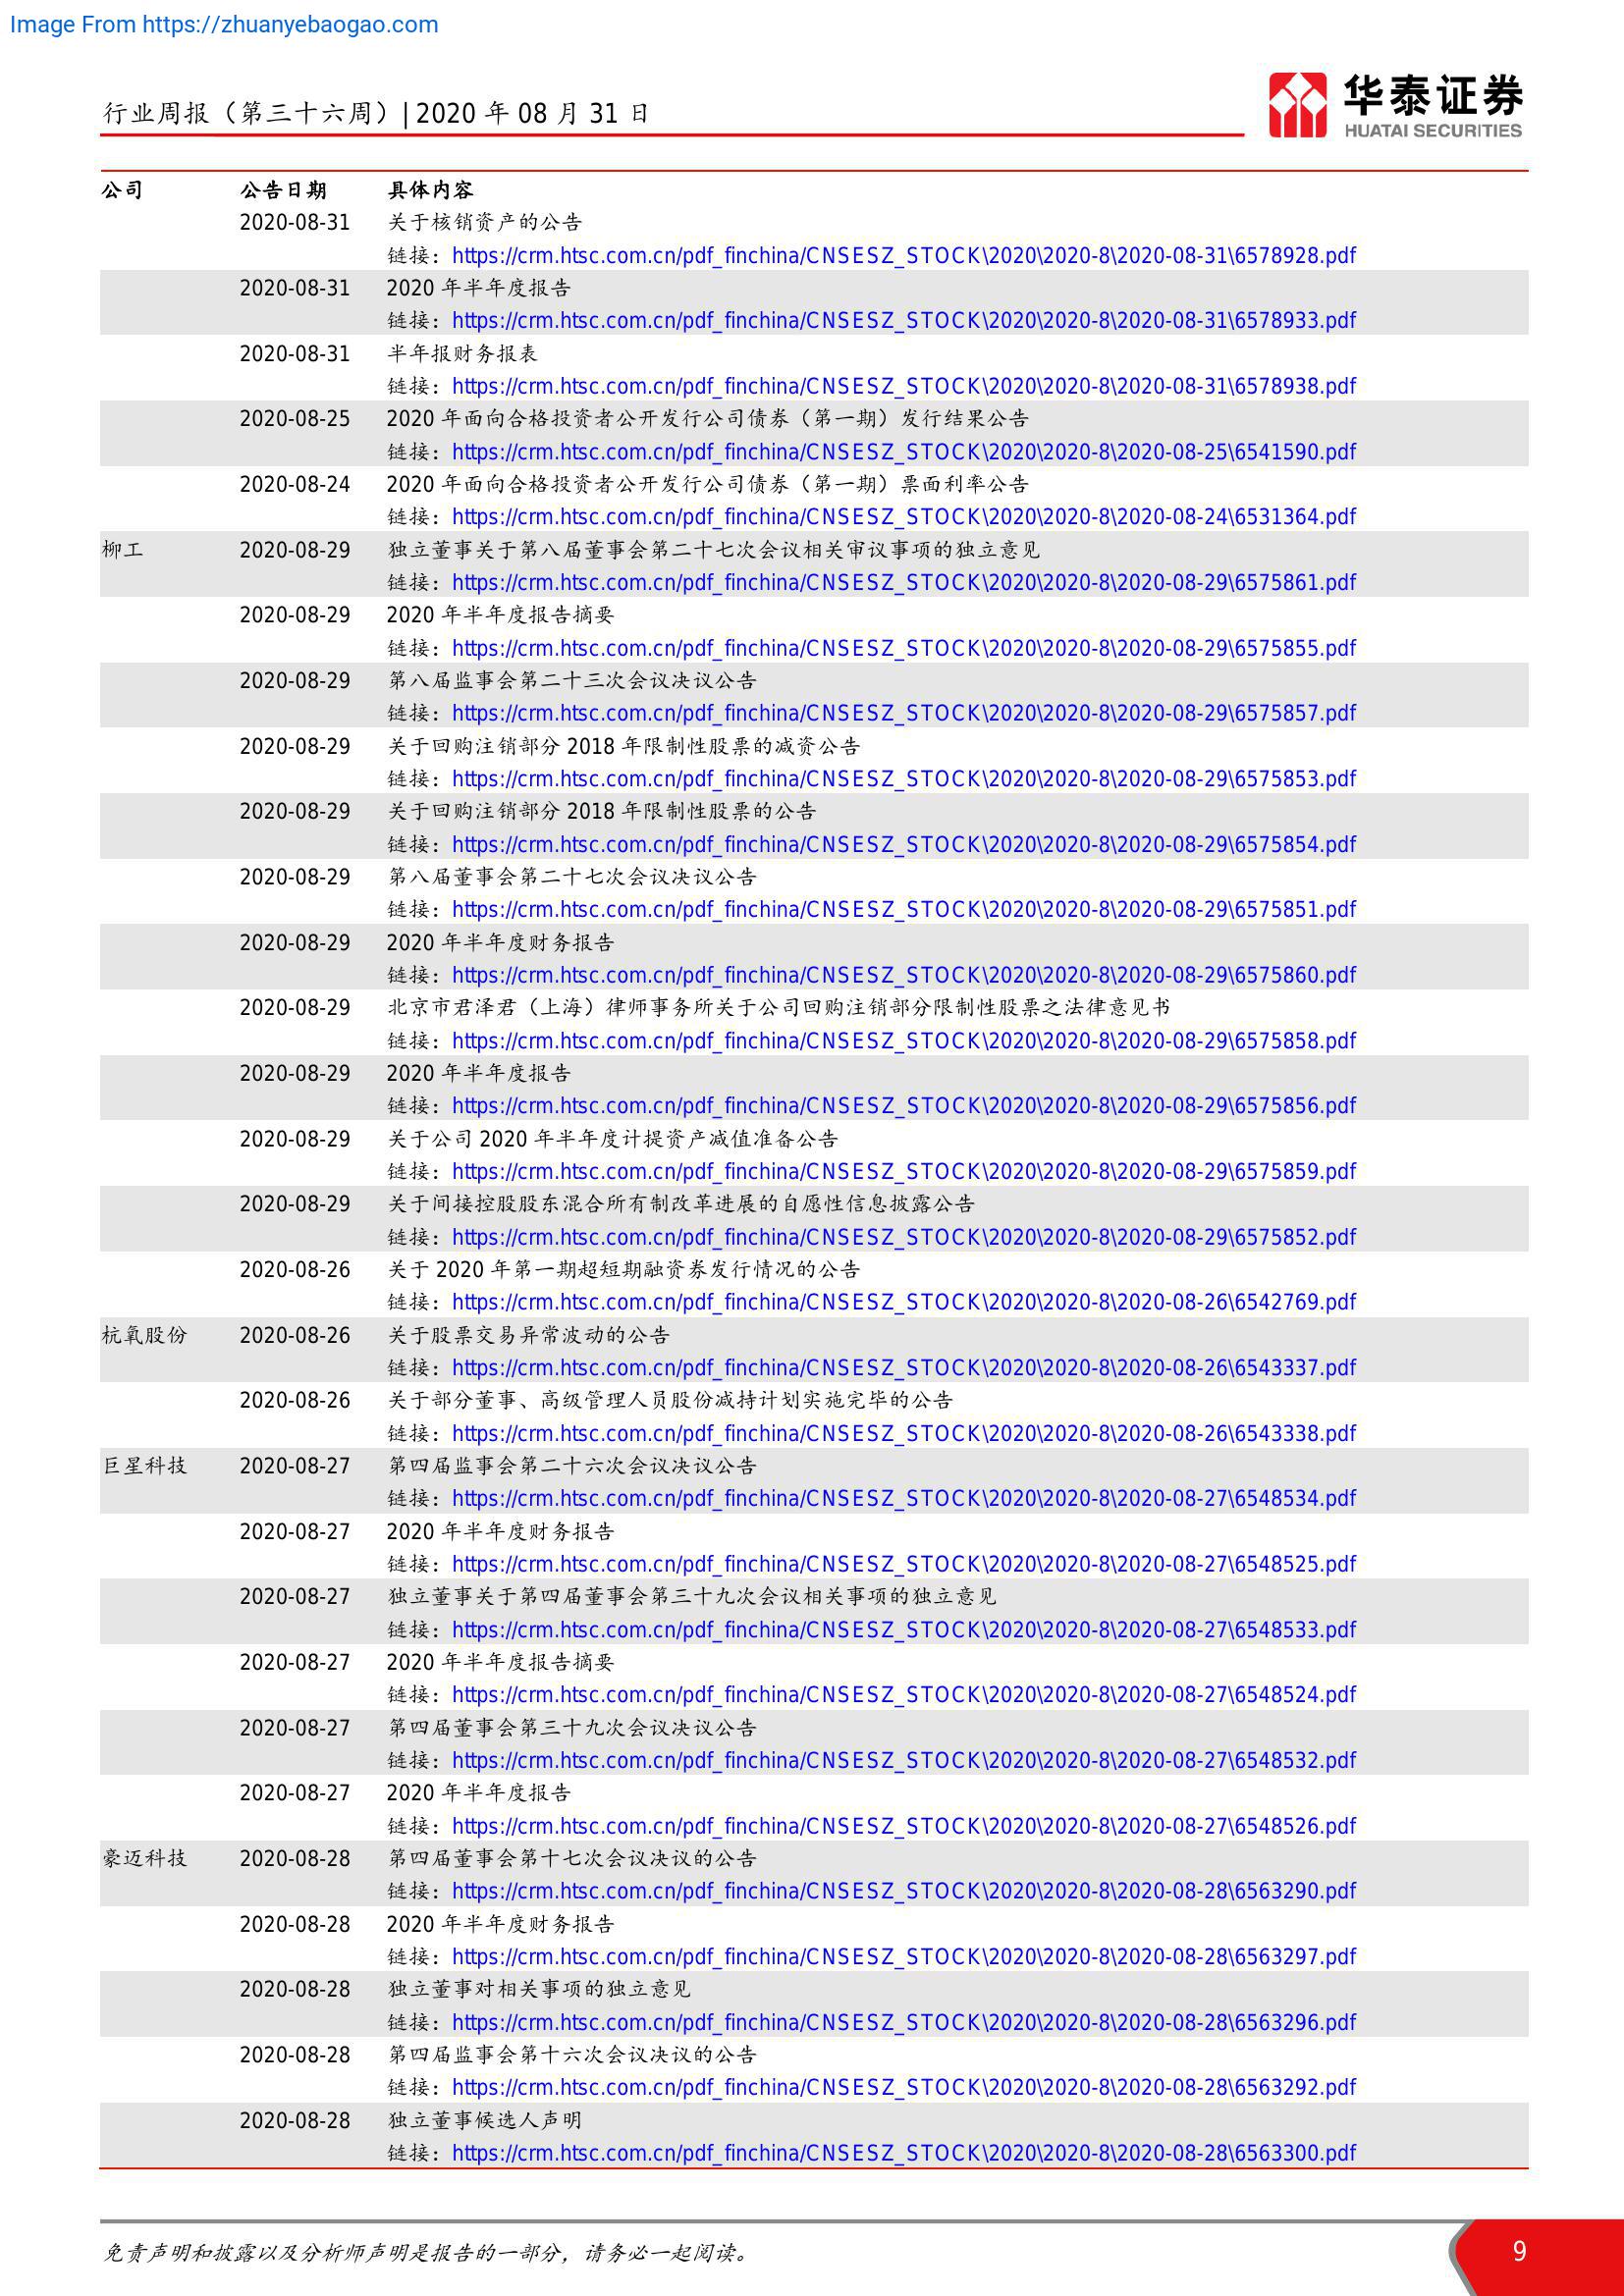 Image From https://zhuanyebaogao.com
行业周报（第三十六周）| 2020 年 08 月 31 日
华泰证券
HUATAI SECURITIES
公司 公告日期 具体内容
2020-08-31 关于核销资产的公告
链接：https://crm.htsc.com.cn/pdf_finchina/CNSESZ_STOCK\2020\2020-8\2020-08-31\6578928.pdf
2020-08-31 2020 年半年度报告
链接：https://crm.htsc.com.cn/pdf_finchina/CNSESZ_STOCK\2020\2020-8\2020-08-31\6578933.pdf
2020-08-31 半年报财务报表
链接：https://crm.htsc.com.cn/pdf_finchina/CNSESZ_STOCK\2020\2020-8\2020-08-31\6578938.pdf
2020-08-25 2020 年面向合格投资者公开发行公司债券（第一期）发行结果公告
链接：https://crm.htsc.com.cn/pdf_finchina/CNSESZ_STOCK\2020\2020-8\2020-08-25\6541590.pdf
2020-08-24 2020 年面向合格投资者公开发行公司债券（第一期）票面利率公告
链接：https://crm.htsc.com.cn/pdf_finchina/CNSESZ_STOCK\2020\2020-8\2020-08-24\6531364.pdf
柳工 2020-08-29 独立董事关于第八届董事会第二十七次会议相关审议事项的独立意见
链接：https://crm.htsc.com.cn/pdf_finchina/CNSESZ_STOCK\2020\2020-8\2020-08-29\6575861.pdf
2020-08-29 2020 年半年度报告摘要
链接：https://crm.htsc.com.cn/pdf_finchina/CNSESZ_STOCK\2020\2020-8\2020-08-29\6575855.pdf
2020-08-29 第八届监事会第二十三次会议决议公告
链接：https://crm.htsc.com.cn/pdf_finchina/CNSESZ_STOCK\2020\2020-8\2020-08-29\6575857.pdf
2020-08-29 关于回购注销部分 2018 年限制性股票的减资公告
链接：https://crm.htsc.com.cn/pdf_finchina/CNSESZ_STOCK\2020\2020-8\2020-08-29\6575853.pdf
2020-08-29 关于回购注销部分 2018 年限制性股票的公告
链接：https://crm.htsc.com.cn/pdf_finchina/CNSESZ_STOCK\2020\2020-8\2020-08-29\6575854.pdf
2020-08-29 第八届董事会第二十七次会议决议公告
链接：https://crm.htsc.com.cn/pdf_finchina/CNSESZ_STOCK\2020\2020-8\2020-08-29\6575851.pdf
2020-08-29 2020 年半年度财务报告
链接：https://crm.htsc.com.cn/pdf_finchina/CNSESZ_STOCK\2020\2020-8\2020-08-29\6575860.pdf
2020-08-29 北京市君泽君（上海）律师事务所关于公司回购注销部分限制性股票之法律意见书
链接：https://crm.htsc.com.cn/pdf_finchina/CNSESZ_STOCK\2020\2020-8\2020-08-29\6575858.pdf
2020-08-29 2020 年半年度报告
链接：https://crm.htsc.com.cn/pdf_finchina/CNSESZ_STOCK\2020\2020-8\2020-08-29\6575856.pdf
2020-08-29 关于公司 2020 年半年度计提资产减值准备公告
链接：https://crm.htsc.com.cn/pdf_finchina/CNSESZ_STOCK\2020\2020-8\2020-08-29\6575859.pdf
2020-08-29 关于间接控股股东混合所有制改革进展的自愿性信息披露公告
链接：https://crm.htsc.com.cn/pdf_finchina/CNSESZ_STOCK\2020\2020-8\2020-08-29\6575852.pdf
2020-08-26 关于 2020 年第一期超短期融资券发行情况的公告
链接：https://crm.htsc.com.cn/pdf_finchina/CNSESZ_STOCK\2020\2020-8\2020-08-26\6542769.pdf
杭氧股份 2020-08-26 关于股票交易异常波动的公告
链接：https://crm.htsc.com.cn/pdf_finchina/CNSESZ_STOCK\2020\2020-8\2020-08-26\6543337.pdf
2020-08-26 关于部分董事、高级管理人员股份减持计划实施完毕的公告
链接：https://crm.htsc.com.cn/pdf_finchina/CNSESZ_STOCK\2020\2020-8\2020-08-26\6543338.pdf
巨星科技 2020-08-27 第四届监事会第二十六次会议决议公告
链接：https://crm.htsc.com.cn/pdf_finchina/CNSESZ_STOCK\2020\2020-8\2020-08-27\6548534.pdf
2020-08-27 2020 年半年度财务报告
链接：https://crm.htsc.com.cn/pdf_finchina/CNSESZ_STOCK\2020\2020-8\2020-08-27\6548525.pdf
2020-08-27 独立董事关于第四届董事会第三十九次会议相关事项的独立意见
链接：https://crm.htsc.com.cn/pdf_finchina/CNSESZ_STOCK\2020\2020-8\2020-08-27\6548533.pdf
2020-08-27 2020 年半年度报告摘要
链接：https://crm.htsc.com.cn/pdf_finchina/CNSESZ_STOCK\2020\2020-8\2020-08-27\6548524.pdf
2020-08-27 第四届董事会第三十九次会议决议公告
链接：https://crm.htsc.com.cn/pdf_finchina/CNSESZ_STOCK\2020\2020-8\2020-08-27\6548532.pdf
2020-08-27 2020 年半年度报告
链接：https://crm.htsc.com.cn/pdf_finchina/CNSESZ_STOCK\2020\2020-8\2020-08-27\6548526.pdf
豪迈科技 2020-08-28 第四届董事会第十七次会议决议的公告
链接：https://crm.htsc.com.cn/pdf_finchina/CNSESZ_STOCK\2020\2020-8\2020-08-28\6563290.pdf
2020-08-28 2020 年半年度财务报告
链接：https://crm.htsc.com.cn/pdf_finchina/CNSESZ_STOCK\2020\2020-8\2020-08-28\6563297.pdf
2020-08-28 独立董事对相关事项的独立意见
链接：https://crm.htsc.com.cn/pdf_finchina/CNSESZ_STOCK\2020\2020-8\2020-08-28\6563296.pdf
2020-08-28 第四届监事会第十六次会议决议的公告
链接：https://crm.htsc.com.cn/pdf_finchina/CNSESZ_STOCK\2020\2020-8\2020-08-28\6563292.pdf
2020-08-28 独立董事候选人声明
链接：https://crm.htsc.com.cn/pdf_finchina/CNSESZ_STOCK\2020\2020-8\2020-08-28\6563300.pdf
免责声明和披露以及分析师声明是报告的一部分，请务必一起阅读。
9